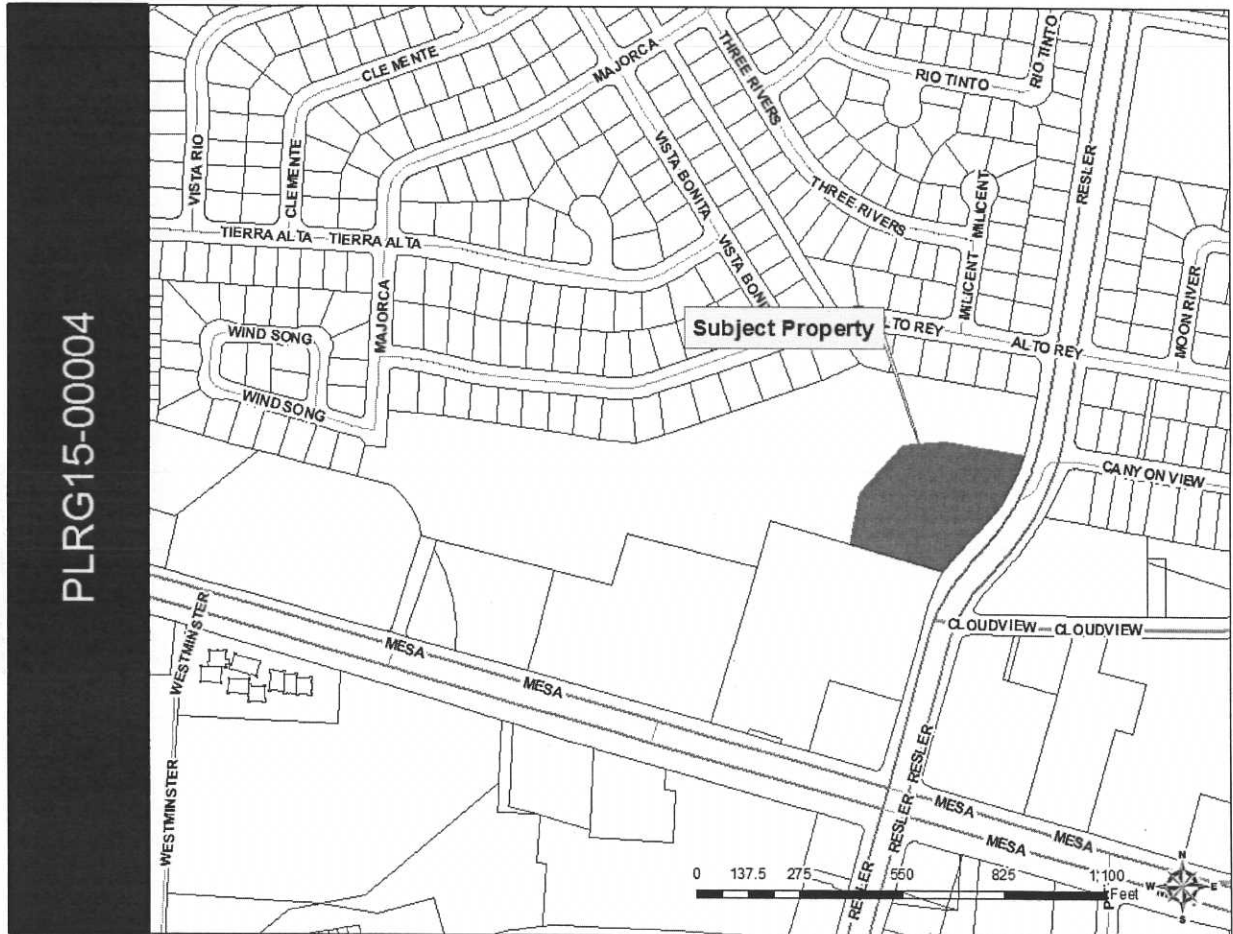 PLRG15-00004
CLEMENTE
MAJORCA
THREE RIVERS
RIO TINTO
RIO TINTO
VISTA RIO
CLEMENTE
VISTA BONITA
THREE RIVERS
MILICENT
RESLER
TIERRA ALTA
TIERRA ALTA
MAJORCA
VISTA BONI
MILICENT
MOON RIVER
Subject Property
LTO REY
ALTO REY
WIND SONG
WIND SONG
CANYON VIEW
WESTMINSTER
MESA
MESA
CLOUDVIEW
CLOUDVIEW
WESTMINSTER
RESLER
RESLER
MESA
MESA
MESA
RESLER
0 137.5 275 550 825 1,100
Feet
N
W
E
S